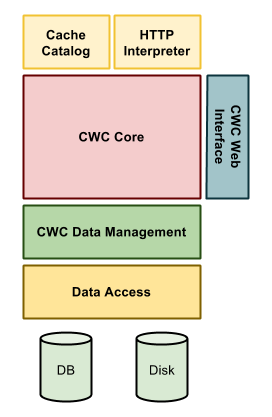 Cache
Catalog
HTTP
Interpreter
CWC Core
CWC Web
Interface
CWC Data Management
Data Access
DB
Disk